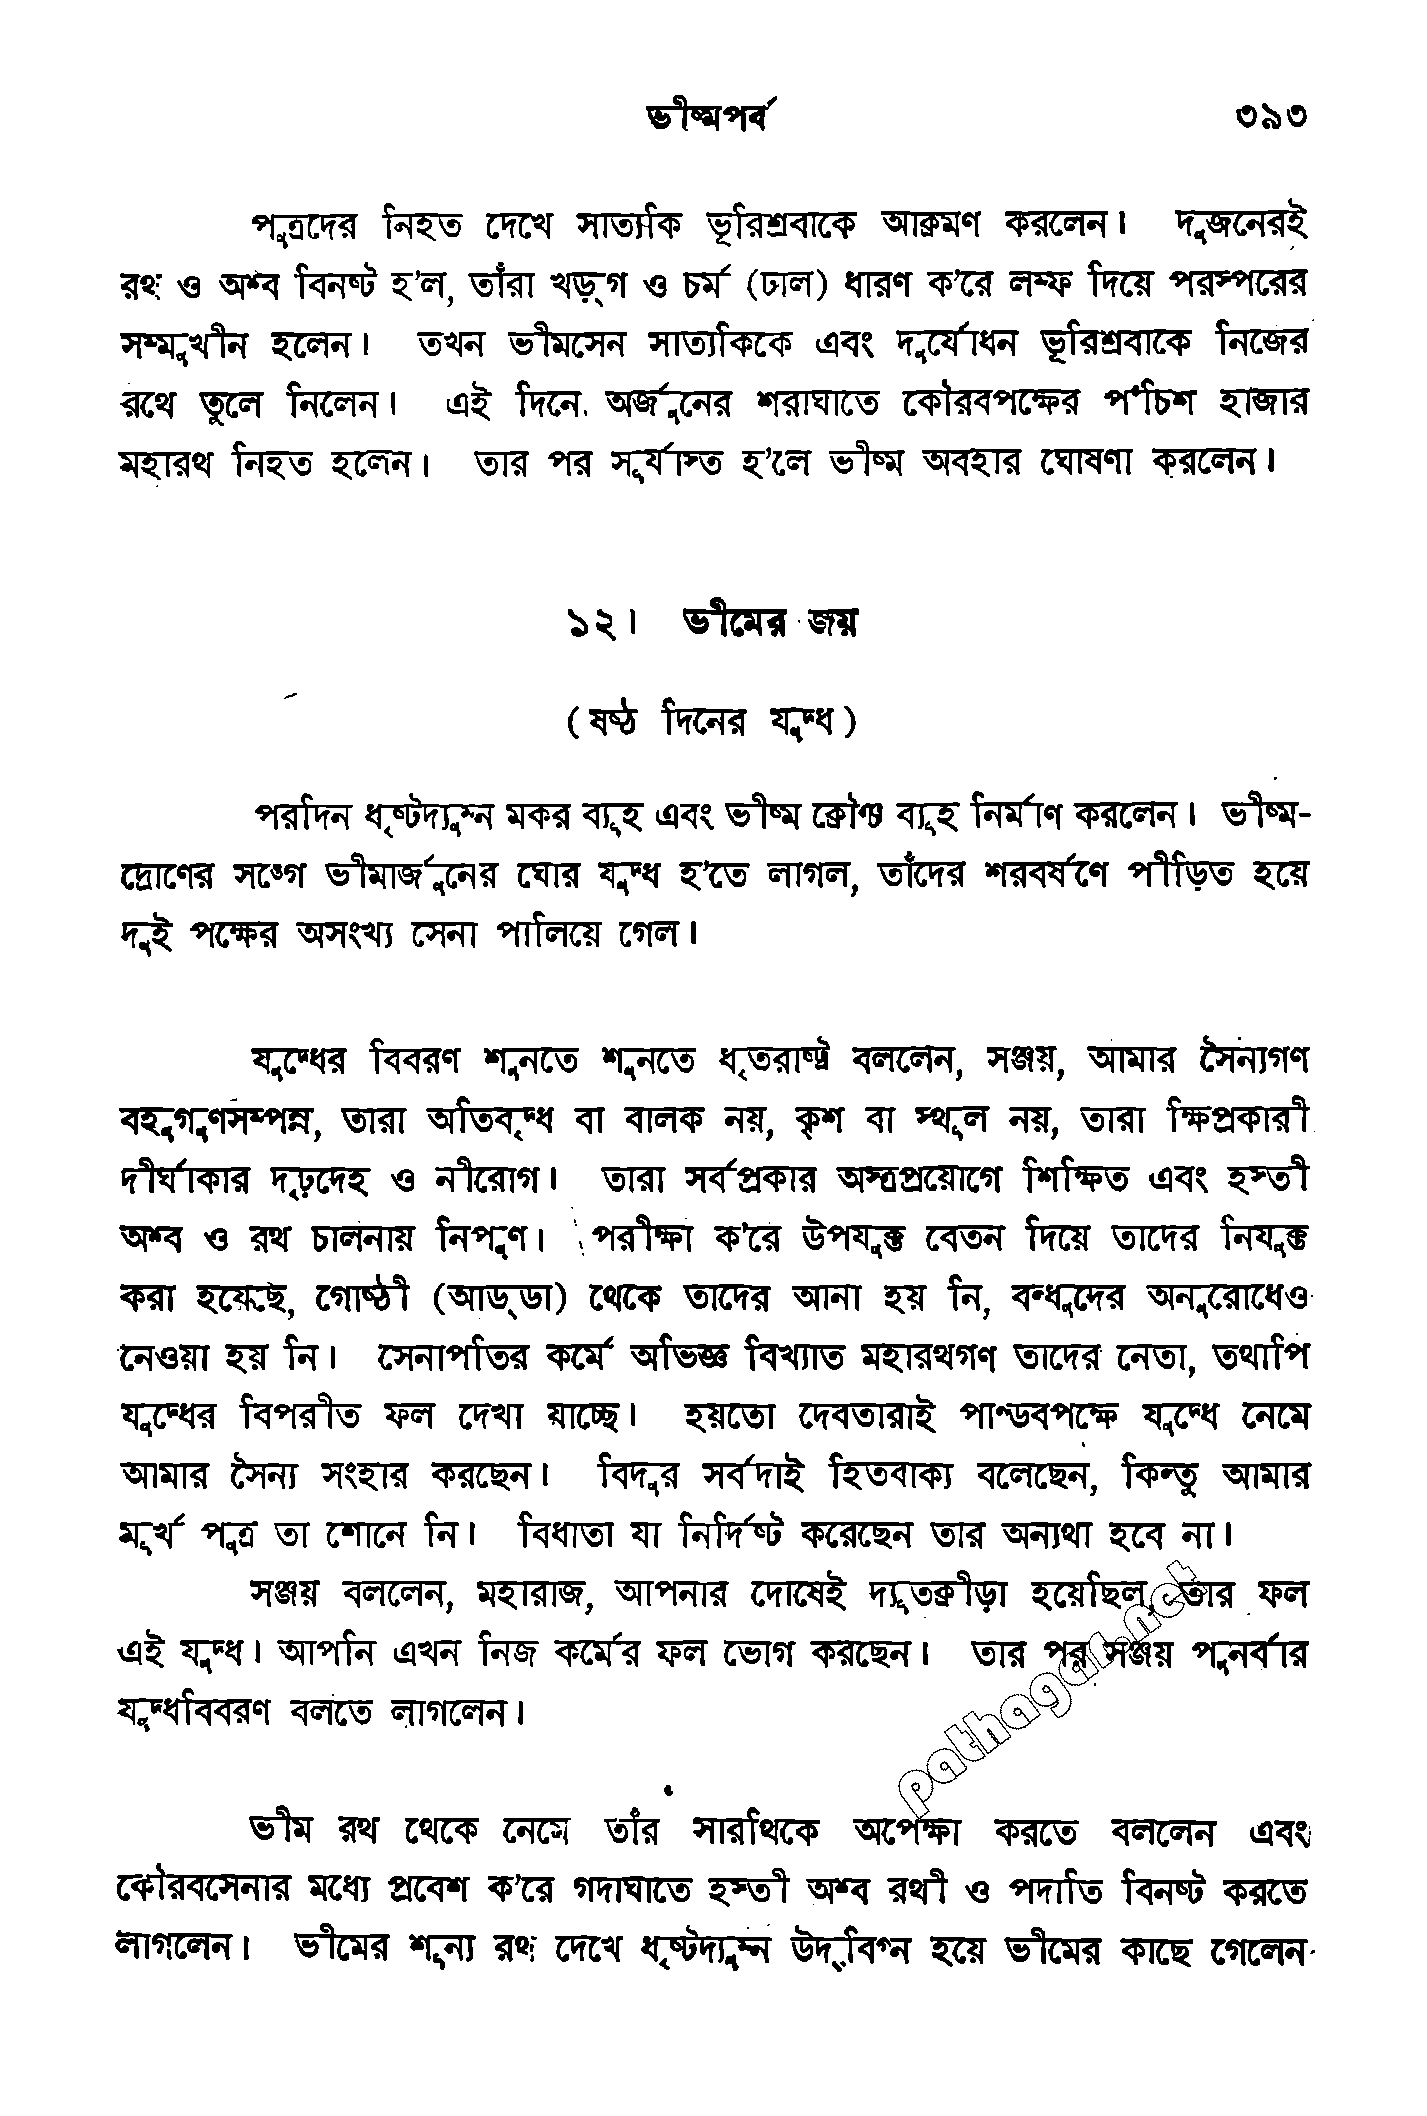 ভীষ্মপর্ব ৩৯৩
পুত্রদের নিহত দেখে সাত্যকি ভূরিশ্রবাকে আক্রমণ করলেন। দুজনেরই
রথ ও অশ্ব বিনষ্ট হ'ল, তাঁরা খড়্গ ও চর্ম (ঢাল) ধারণ ক'রে লম্ফ দিয়ে পরস্পরের
সম্মুখীন হলেন। তখন ভীমসেন সাত্যকিকে এবং দুর্যোধন ভূরিশ্রবাকে নিজের
রথে তুলে নিলেন। এই দিনে অর্জুনের শরাঘাতে কৌরবপক্ষের পঁচিশ হাজার
মহারথ নিহত হলেন। তার পর সূর্যাস্ত হ'লে ভীষ্ম অবহার ঘোষণা করলেন।
১২। ভীমের জয়
(ষষ্ঠ দিনের যুদ্ধ)
পরদিন ধৃষ্টদ্যুম্ন মকর ব্যূহ এবং ভীষ্ম ক্রৌঞ্চ ব্যূহ নির্মাণ করলেন। ভীষ্ম-
দ্রোণের সঙ্গে ভীমার্জুনের ঘোর যুদ্ধ হ'তে লাগল, তাঁদের শরবর্ষণে পীড়িত হয়ে
দুই পক্ষের অসংখ্য সেনা পালিয়ে গেল।
যুদ্ধের বিবরণ শুনতে শুনতে ধৃতরাষ্ট্র বললেন, সঞ্জয়, আমার সৈন্যগণ
বহুগুণসম্পন্ন, তারা অতিবৃদ্ধ বা বালক নয়, কৃশ বা স্থূল নয়, তারা ক্ষিপ্রকারী
দীর্ঘাকার দৃঢ়দেহ ও নীরোগ। তারা সর্বপ্রকার অস্ত্রপ্রয়োগে শিক্ষিত এবং হস্তী
অশ্ব ও রথ চালনায় নিপুণ। পরীক্ষা ক'রে উপযুক্ত বেতন দিয়ে তাদের নিযুক্ত
করা হয়েছে, গোষ্ঠী (আড্ডা) থেকে তাদের আনা হয় নি, বন্ধুদের অনুরোধেও
নেওয়া হয় নি। সেনাপতির কর্মে অভিজ্ঞ বিখ্যাত মহারথগণ তাদের নেতা, তথাপি
যুদ্ধের বিপরীত ফল দেখা যাচ্ছে। হয়তো দেবতারাই পাণ্ডবপক্ষে যুদ্ধে নেমে
আমার সৈন্য সংহার করছেন। বিদুর সর্বদাই হিতবাক্য বলেছেন, কিন্তু আমার
মূর্খ পুত্র তা শোনে নি। বিধাতা যা নির্দিষ্ট করেছেন তার অন্যথা হবে না।
সঞ্জয় বললেন, মহারাজ, আপনার দোষেই দ্যূতক্রীড়া হয়েছিল, তার ফল
এই যুদ্ধ। আপনি এখন নিজ কর্মের ফল ভোগ করছেন। তার পর সঞ্জয় পুনর্বার
যুদ্ধবিবরণ বলতে লাগলেন।
pathagar.net
ভীম রথ থেকে নেমে তাঁর সারথিকে অপেক্ষা করতে বললেন এবং
কৌরবসেনার মধ্যে প্রবেশ ক'রে গদাঘাতে হস্তী অশ্ব রথী ও পদাতি বিনষ্ট করতে
লাগলেন। ভীমের শূন্য রথ দেখে ধৃষ্টদ্যুম্ন উদ্‌বিগ্ন হয়ে ভীমের কাছে গেলেন